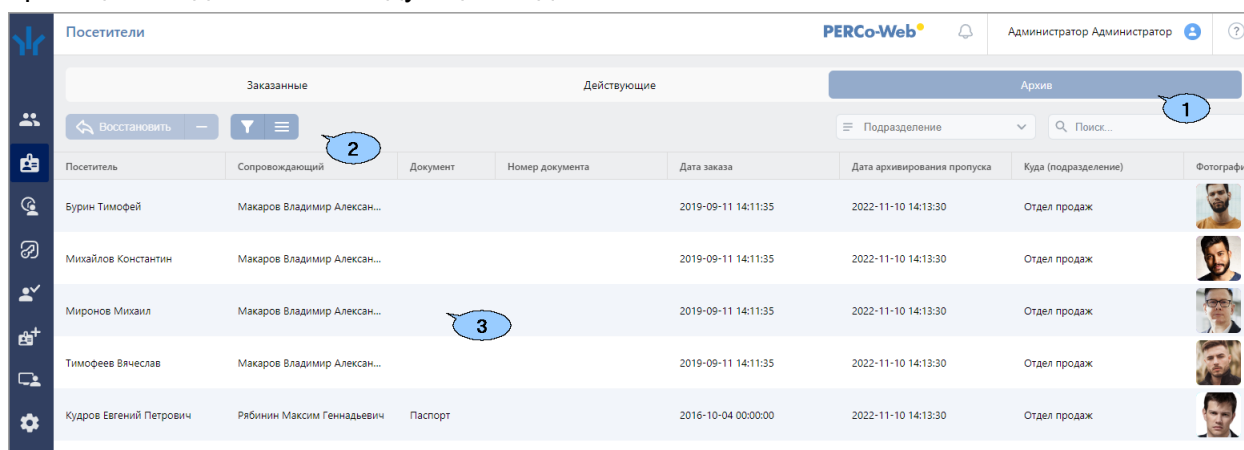 Посетители PERCo-Web Администратор Администратор ?
Заказанные Действующие Архив
1
Восстановить Подразделение Поиск...
2
Посетитель Сопровождающий Документ Номер документа Дата заказа Дата архивирования пропуска Куда (подразделение) Фотографи
Бурин Тимофей Макаров Владимир Алексан... 2019-09-11 14:11:35 2022-11-10 14:13:30 Отдел продаж
Михайлов Константин Макаров Владимир Алексан... 2019-09-11 14:11:35 2022-11-10 14:13:30 Отдел продаж
Миронов Михаил Макаров Владимир Алексан... 2019-09-11 14:11:35 2022-11-10 14:13:30 Отдел продаж
3
Тимофеев Вячеслав Макаров Владимир Алексан... 2019-09-11 14:11:35 2022-11-10 14:13:30 Отдел продаж
Кудров Евгений Петрович Рябинин Максим Геннадьевич Паспорт 2016-10-04 00:00:00 2022-11-10 14:13:30 Отдел продаж